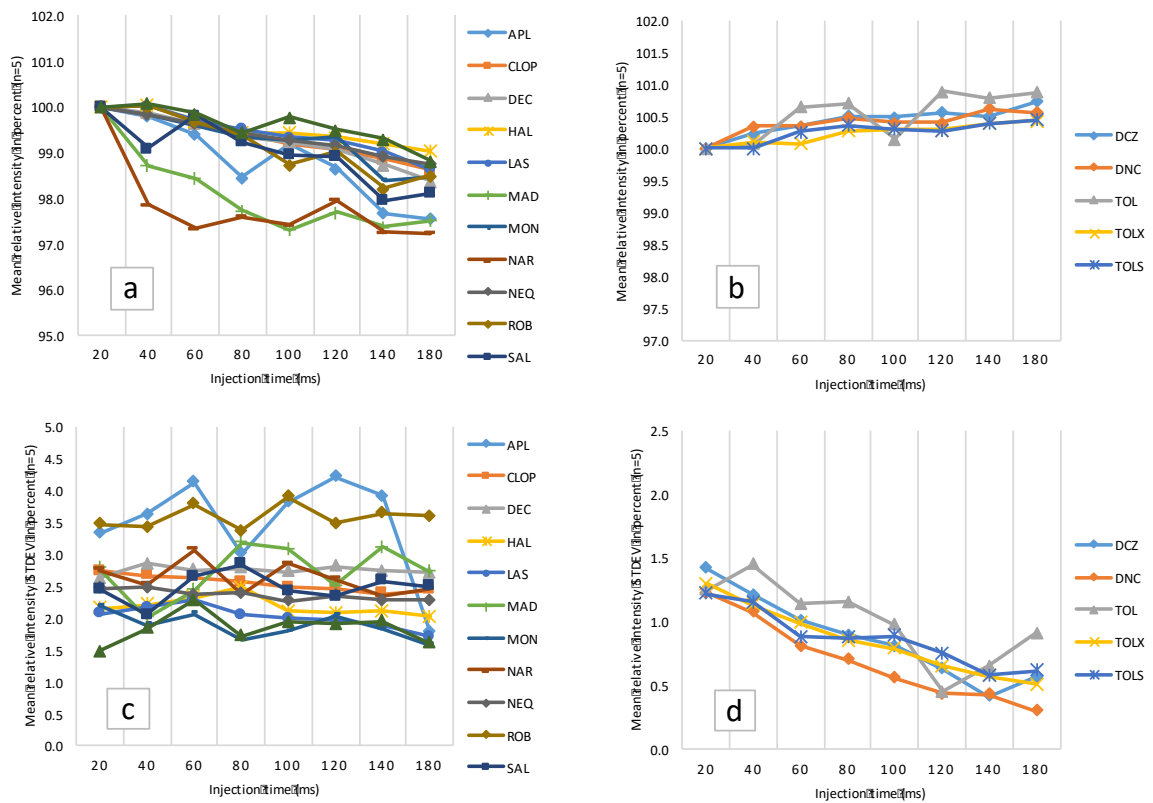 102.0
101.0
100.0
99.0
98.0
97.0
96.0
95.0
Mean relative intensity in percent (n=5)
20 40 60 80 100 120 140 180
Injection time (ms)
a
APL
CLOP
DEC
HAL
LAS
MAD
MON
NAR
NEQ
ROB
SAL
102.0
101.5
101.0
100.5
100.0
99.5
99.0
98.5
98.0
97.5
97.0
Mean relative intensity in percent (n=5)
20 40 60 80 100 120 140 180
Injection time (ms)
b
DCZ
DNC
TOL
TOLX
TOLS
5.0
4.5
4.0
3.5
3.0
2.5
2.0
1.5
1.0
0.5
0.0
Mean relative intensity STDEV in percent (n=5)
20 40 60 80 100 120 140 180
Injection time (ms)
c
APL
CLOP
DEC
HAL
LAS
MAD
MON
NAR
NEQ
ROB
SAL
2.5
2.0
1.5
1.0
0.5
0.0
Mean relative intensity STDEV in percent (n=5)
20 40 60 80 100 120 140 180
Injection time (ms)
d
DCZ
DNC
TOL
TOLX
TOLS